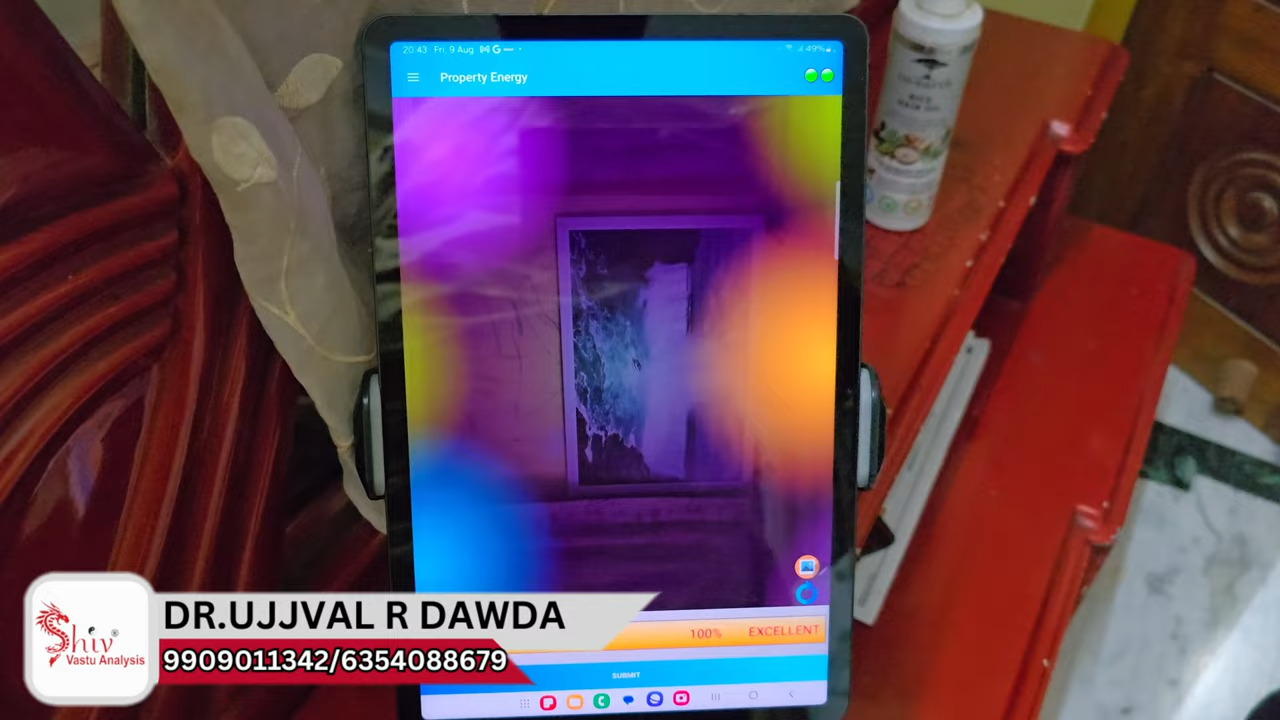 20:43 Fri, 9 Aug
49%
Property Energy
100% EXCELLENT
SUBMIT
DR.UJJVAL R DAWDA
9909011342/6354088679
Shiv®
Vastu Analysis